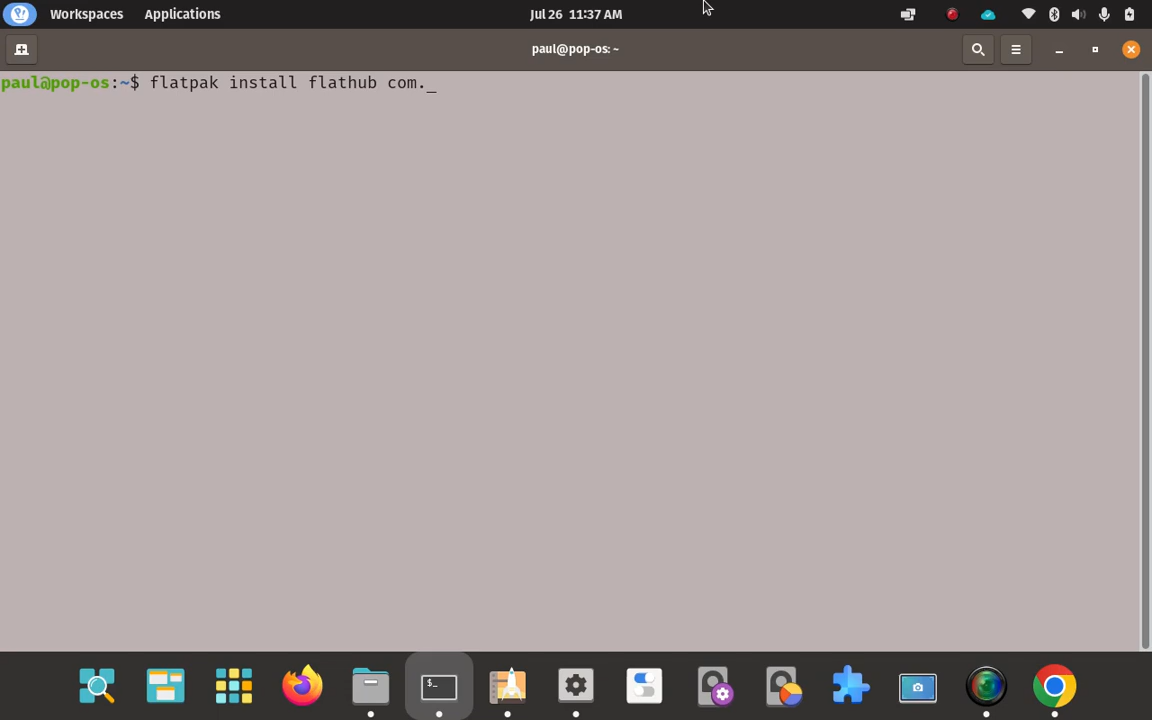 Workspaces Applications Jul 26 11:37 AM
paul@pop-os: ~
paul@pop-os:~$ flatpak install flathub com._
$_